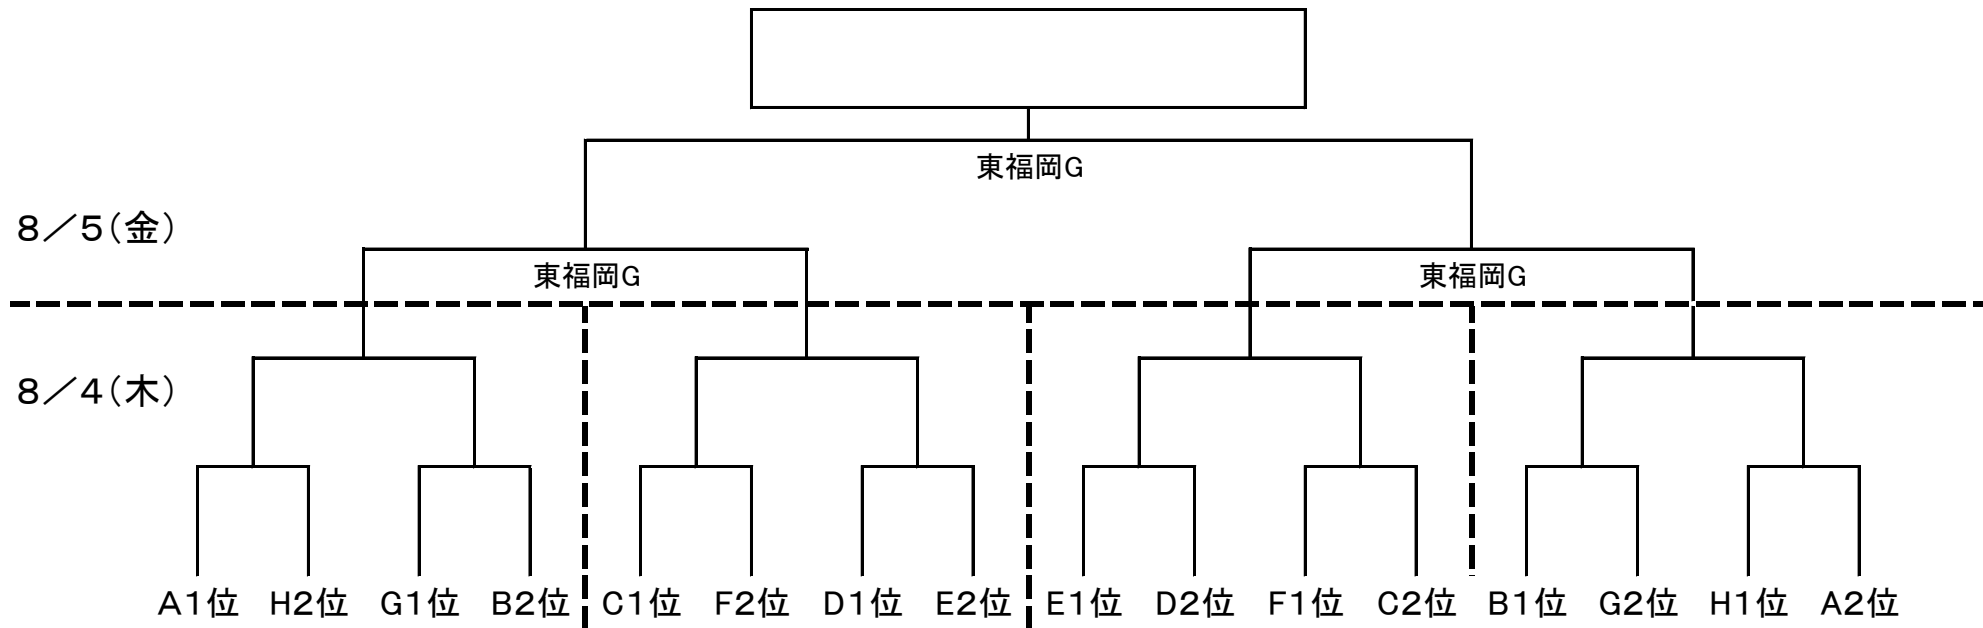 東福岡G
８／５（金）
東福岡G 東福岡G
８／４（木）
A１位 H２位 G１位 B２位 C１位 F２位 D１位 E２位 E１位 D２位 F１位 C２位 B１位 G２位 H１位 A２位